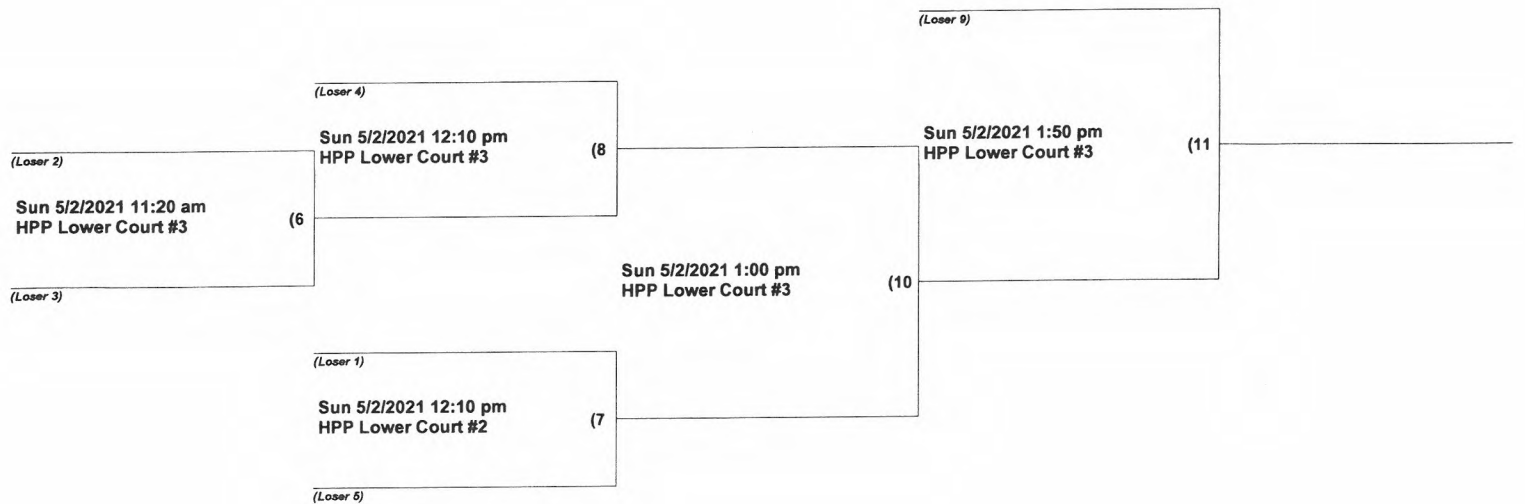 (Loser 9)
(Loser 4)
Sun 5/2/2021 12:10 pm
HPP Lower Court #3
(8
Sun 5/2/2021 1:50 pm
HPP Lower Court #3
(11
(Loser 2)
Sun 5/2/2021 11:20 am
HPP Lower Court #3
(6
Sun 5/2/2021 1:00 pm
HPP Lower Court #3
(10
(Loser 3)
(Loser 1)
Sun 5/2/2021 12:10 pm
HPP Lower Court #2
(7
(Loser 5)